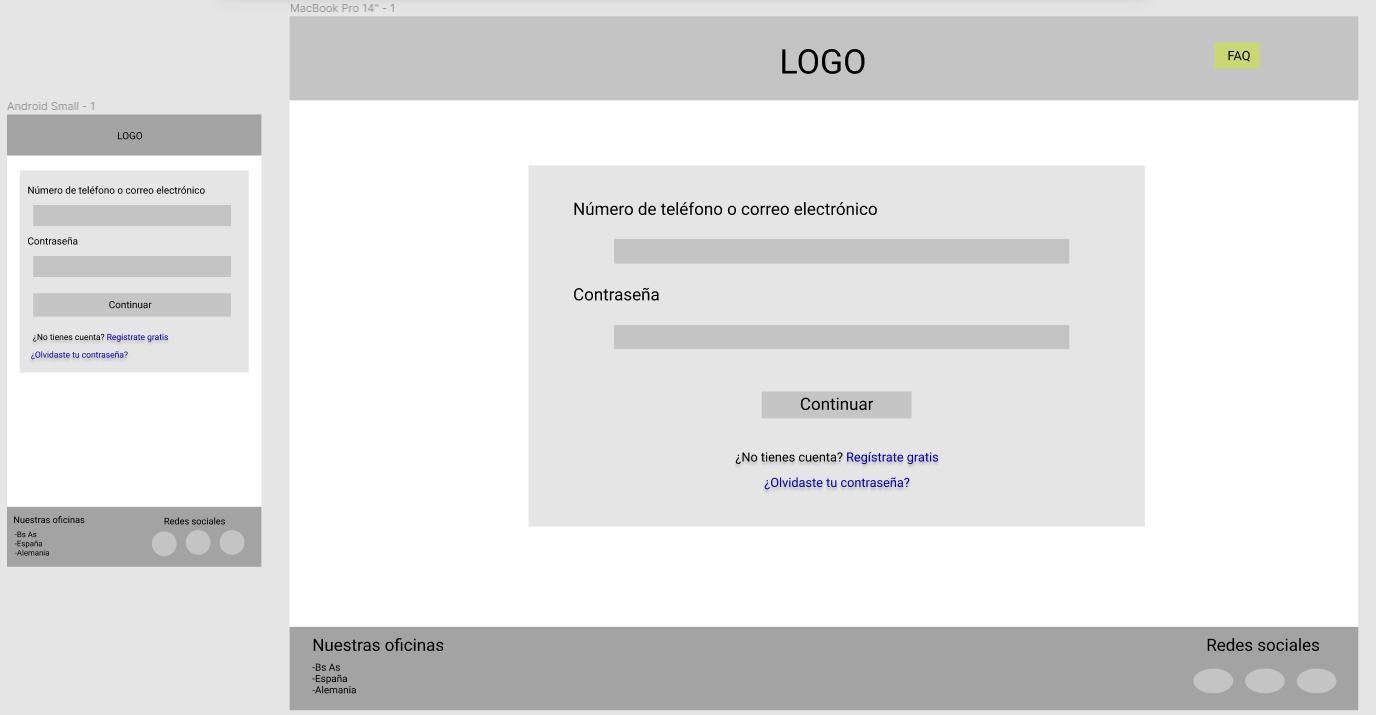 MacBook Pro 14" - 1
LOGO
FAQ
Número de teléfono o correo electrónico
Contraseña
Continuar
¿No tienes cuenta? Regístrate gratis
¿Olvidaste tu contraseña?
Nuestras oficinas
-Bs As
-España
-Alemania
Redes sociales
Android Small - 1
LOGO
Número de teléfono o correo electrónico
Contraseña
Continuar
¿No tienes cuenta? Registrate gratis
¿Olvidaste tu contraseña?
Nuestras oficinas
-Bs As
-España
-Alemania
Redes sociales